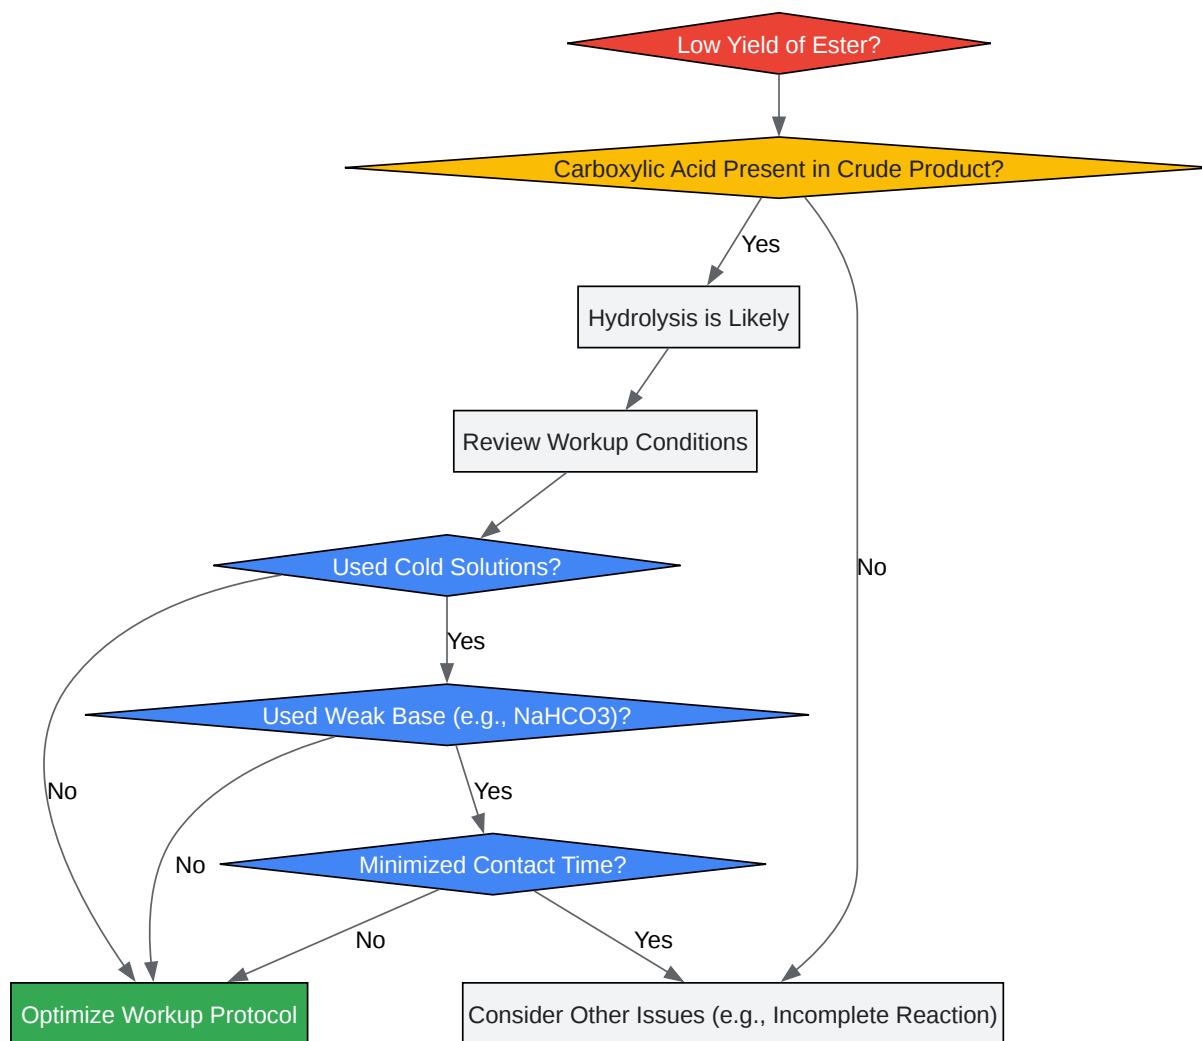 Low Yield of Ester?
Carboxylic Acid Present in Crude Product?
Yes
Hydrolysis is Likely
Review Workup Conditions
Used Cold Solutions?
No
Yes
Used Weak Base (e.g., NaHCO3)?
No
Yes
No
Minimized Contact Time?
No
Yes
Optimize Workup Protocol
Consider Other Issues (e.g., Incomplete Reaction)